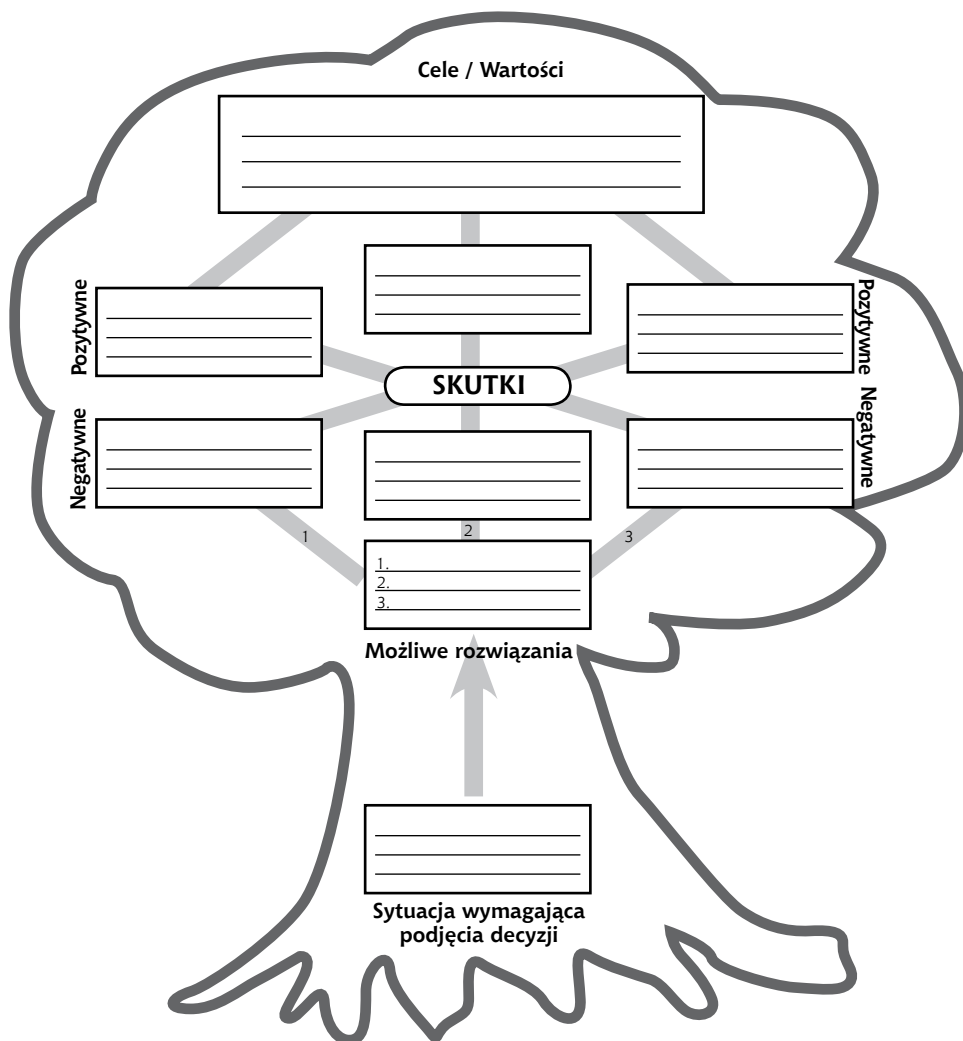 Cele / Wartości
Pozytywne
Pozytywne
SKUTKI
Negatywne
Negatywne
1
2
3
1.
2.
3.
Możliwe rozwiązania
Sytuacja wymagająca
podjęcia decyzji